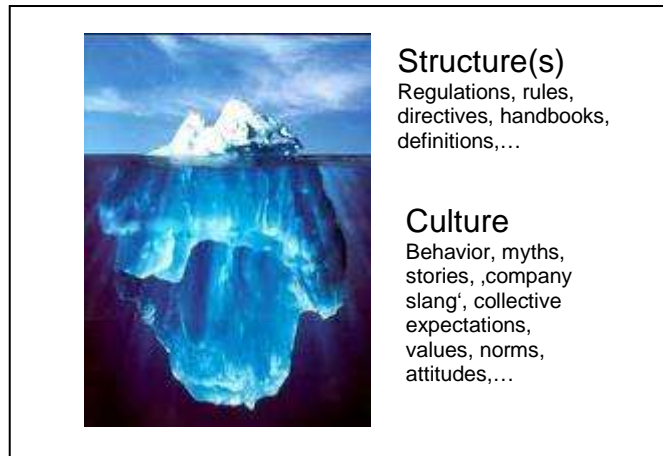 Structure(s)
Regulations, rules,
directives, handbooks,
definitions,…
Culture
Behavior, myths,
stories, ‚company
slang‘, collective
expectations,
values, norms,
attitudes,…